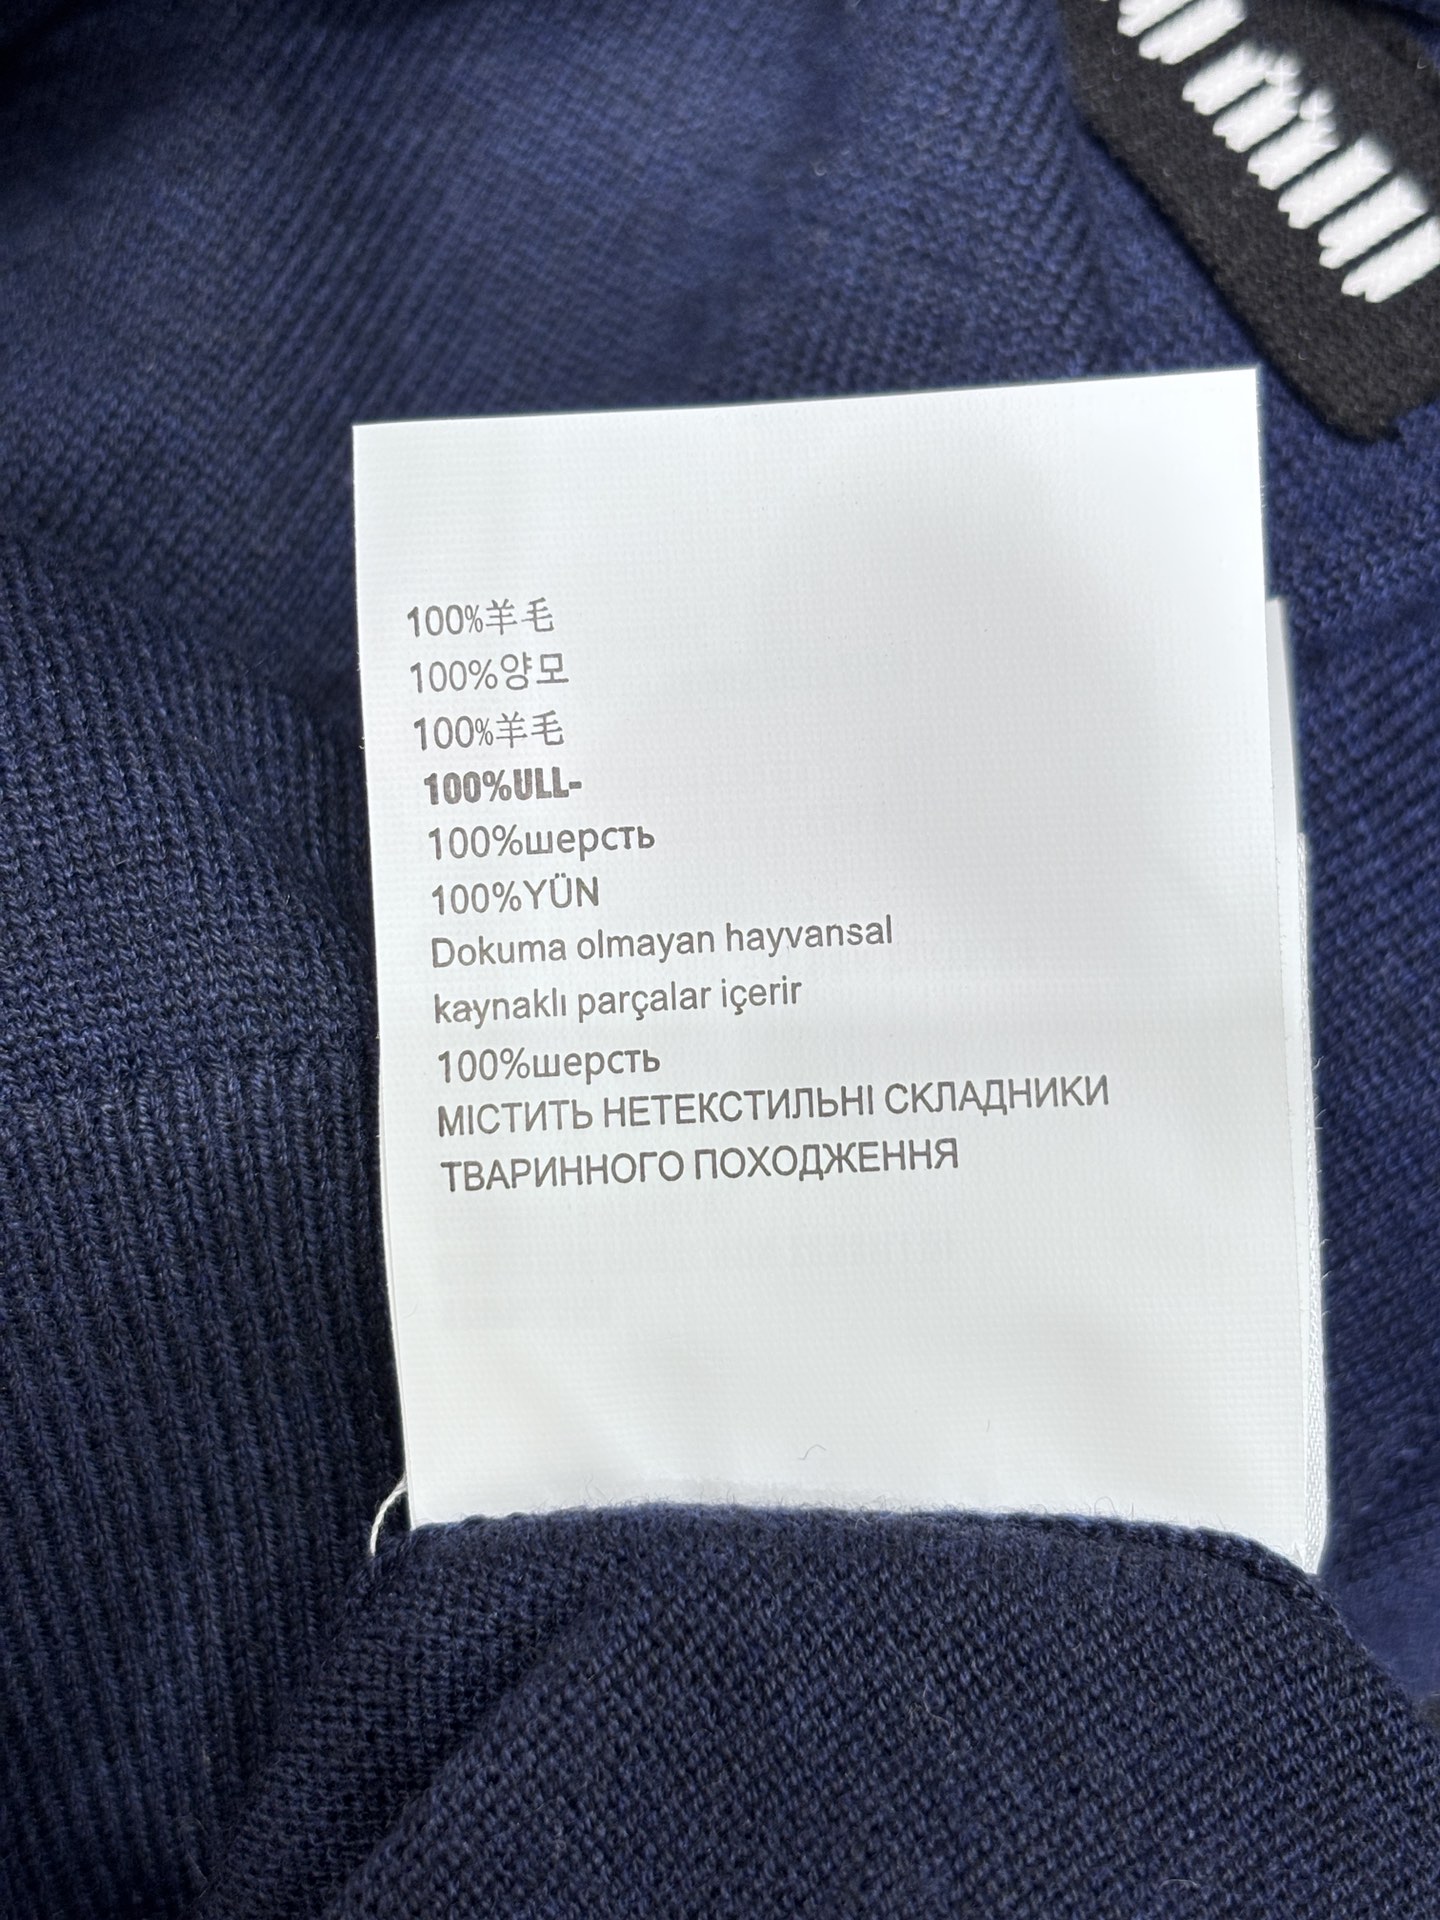 100%羊毛
100%양모
100%羊毛
100%ULL-
100%шерсть
100%YÜN
Dokuma olmayan hayvansal
kaynaklı parçalar içerir
100%шерсть
МІСТИТЬ НЕТЕКСТИЛЬНІ СКЛАДНИКИ
ТВАРИННОГО ПОХОДЖЕННЯ